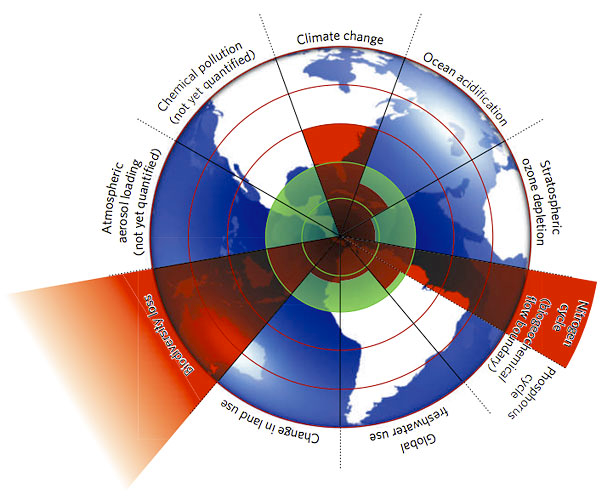 Climate change
Ocean acidification
Stratospheric
ozone depletion
Nitrogen
cycle
(biogeochemical
flow boundary)
Phosphorus
cycle
Global
freshwater use
Change in land use
Biodiversity loss
Atmospheric
aerosol loading
(not yet quantified)
Chemical pollution
(not yet quantified)